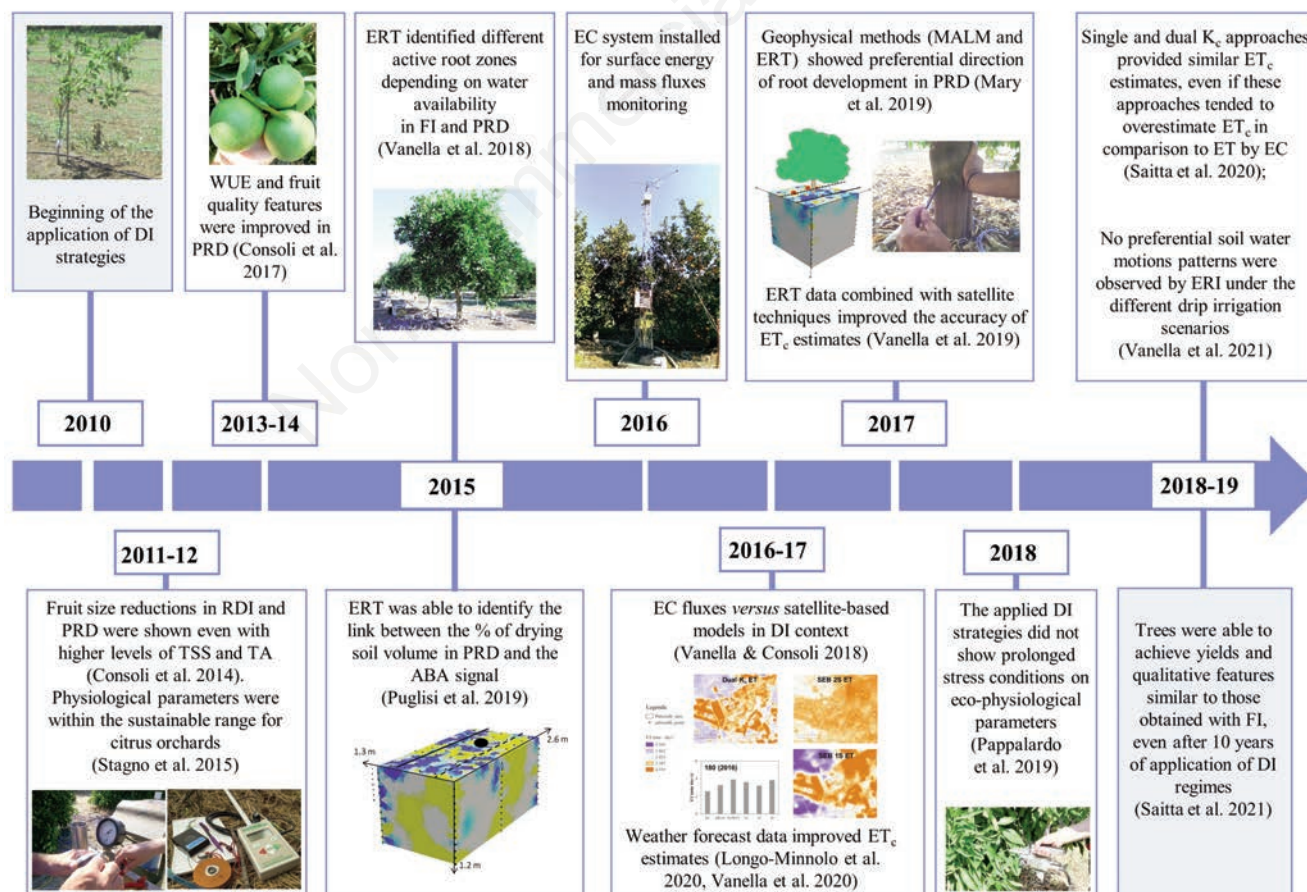 Beginning of the
application of DI
strategies
2010
WUE and fruit
quality features
were improved in
PRD (Consoli et al.
2017)
2013-14
ERT identified different
active root zones
depending on water
availability
in FI and PRD
(Vanella et al. 2018)
2015
EC system installed
for surface energy
and mass fluxes
monitoring
2016
Geophysical methods (MALM and
ERT) showed preferential direction
of root development in PRD (Mary
et al. 2019)
ERT data combined with satellite
techniques improved the accuracy of
ETc estimates (Vanella et al. 2019)
2017
Single and dual Kc approaches
provided similar ETc
estimates, even if these
approaches tended to
overestimate ETc in
comparison to ET by EC
(Saitta et al. 2020);
No preferential soil water
motions patterns were
observed by ERI under the
different drip irrigation
scenarios
(Vanella et al. 2021)
2018-19
2011-12
Fruit size reductions in RDI and
PRD were shown even with
higher levels of TSS and TA
(Consoli et al. 2014).
Physiological parameters were
within the sustainable range for
citrus orchards
(Stagno et al. 2015)
ERT was able to identify the
link between the % of drying
soil volume in PRD and the
ABA signal
(Puglisi et al. 2019)
1.3 m
2.6 m
1.2 m
2016-17
EC fluxes versus satellite-based
models in DI context
(Vanella & Consoli 2018)
Dual Kc ET
SEB 2S ET
SEB 1S ET
180 (2016)
Weather forecast data improved ETc
estimates (Longo-Minnolo et al.
2020, Vanella et al. 2020)
2018
The applied DI
strategies did not
show prolonged
stress conditions on
eco-physiological
parameters
(Pappalardo
et al. 2019)
Trees were able to
achieve yields and
qualitative features
similar to those
obtained with FI,
even after 10 years
of application of DI
regimes
(Saitta et al. 2021)